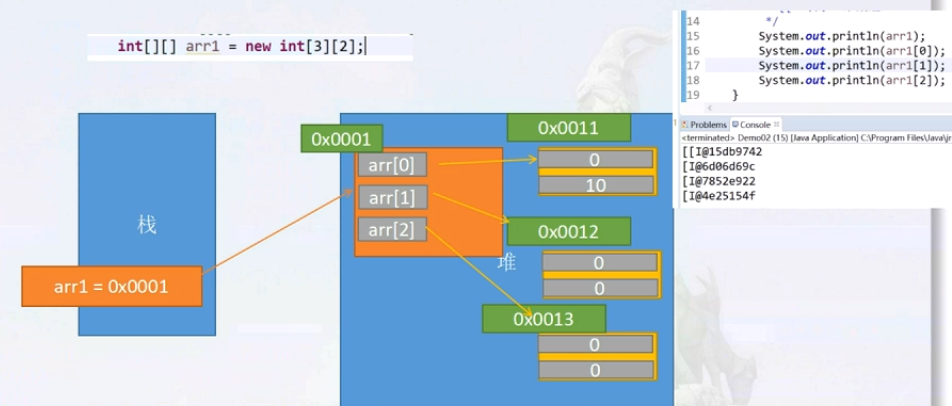 int[][] arr1 = new int[3][2];
14
*/
15 System.out.println(arr1);
16 System.out.println(arr1[0]);
17 System.out.println(arr1[1]);
18 System.out.println(arr1[2]);
19 }
Problems Console
<terminated> Demo02 (15) [Java Application] C:\Program Files\Java\jr
[[I@15db9742
[I@6d06d69c
[I@7852e922
[I@4e25154f
栈
arr1 = 0x0001
堆
0x0001
arr[0]
arr[1]
arr[2]
0x0011
0
10
0x0012
0
0
0x0013
0
0